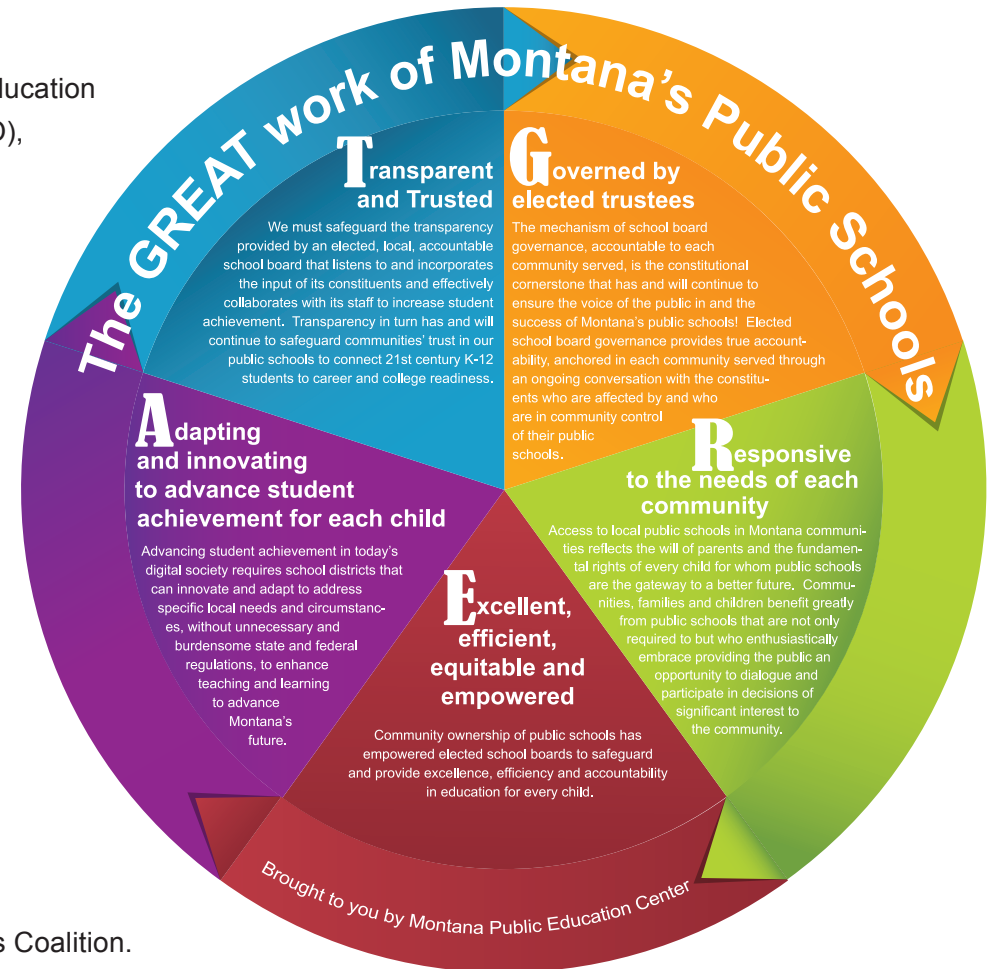 ducation
),
The GREAT work of Montana's Public Schools
Transparent
and Trusted
We must safeguard the transparency
provided by an elected, local, accountable
school board that listens to and incorporates
the input of its constituents and effectively
collaborates with its staff to increase student
achievement.  Transparency in turn has and will
continue to safeguard communities' trust in our
public schools to connect 21st century K-12
students to career and college readiness.
Governed by
elected trustees
The mechanism of school board
governance, accountable to each
community served, is the constitutional
cornerstone that has and will continue to
ensure the voice of the public in and the
success of Montana's public schools!  Elected
school board governance provides true account-
ability, anchored in each community served through
an ongoing conversation with the constitu-
ents who are affected by and who
are in community control
of their public
schools.
Responsive
to the needs of each
community
Access to local public schools in Montana communi-
ties reflects the will of parents and the fundamen-
tal rights of every child for whom public schools
are the gateway to a better future.  Commu-
nities, families and children benefit greatly
from public schools that are not only
required to but who enthusiastically
embrace providing the public an
opportunity to dialogue and
participate in decisions of
significant interest to
the community.
Excellent,
efficient,
equitable and
empowered
Community ownership of public schools has
empowered elected school boards to safeguard
and provide excellence, efficiency and accountability
in education for every child.
Adapting
and innovating
to advance student
achievement for each child
Advancing student achievement in today's
digital society requires school districts that
can innovate and adapt to address
specific local needs and circumstanc-
es, without unnecessary and
burdensome state and federal
regulations, to enhance
teaching and learning
to advance
Montana's
future.
Brought to you by Montana Public Education Center
s Coalition.